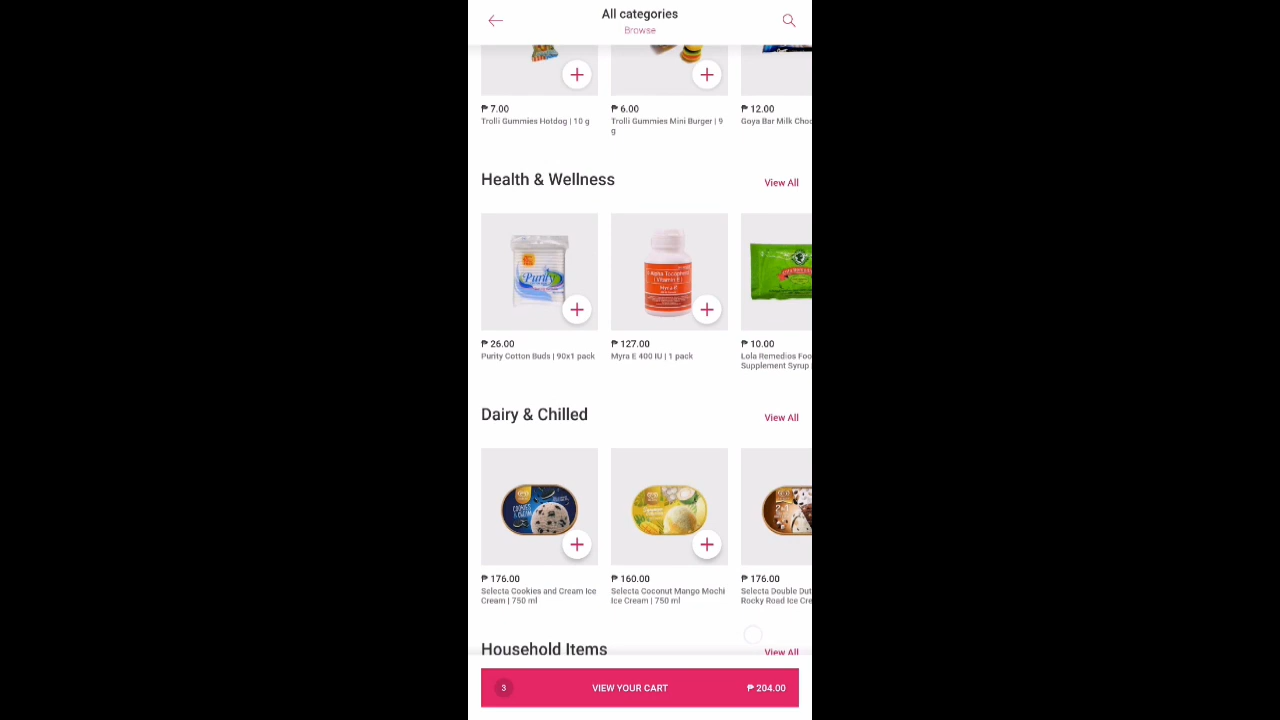 All categories
Browse
₱ 7.00
₱ 6.00
₱ 12.00
Trolli Gummies Hotdog | 10 g
Trolli Gummies Mini Burger | 9
g
Goya Bar Milk Choc
Health & Wellness
View All
Purity
₱ 26.00
₱ 127.00
₱ 10.00
Purity Cotton Buds | 90x1 pack
Myra E 400 IU | 1 pack
Lola Remedios Foo
Supplement Syrup
Dairy & Chilled
View All
COOKIES
₱ 176.00
₱ 160.00
₱ 176.00
Selecta Cookies and Cream Ice
Cream | 750 ml
Selecta Coconut Mango Mochi
Ice Cream | 750 ml
Selecta Double Dut
Rocky Road Ice Cre
Household Items
View All
3
VIEW YOUR CART
₱ 204.00